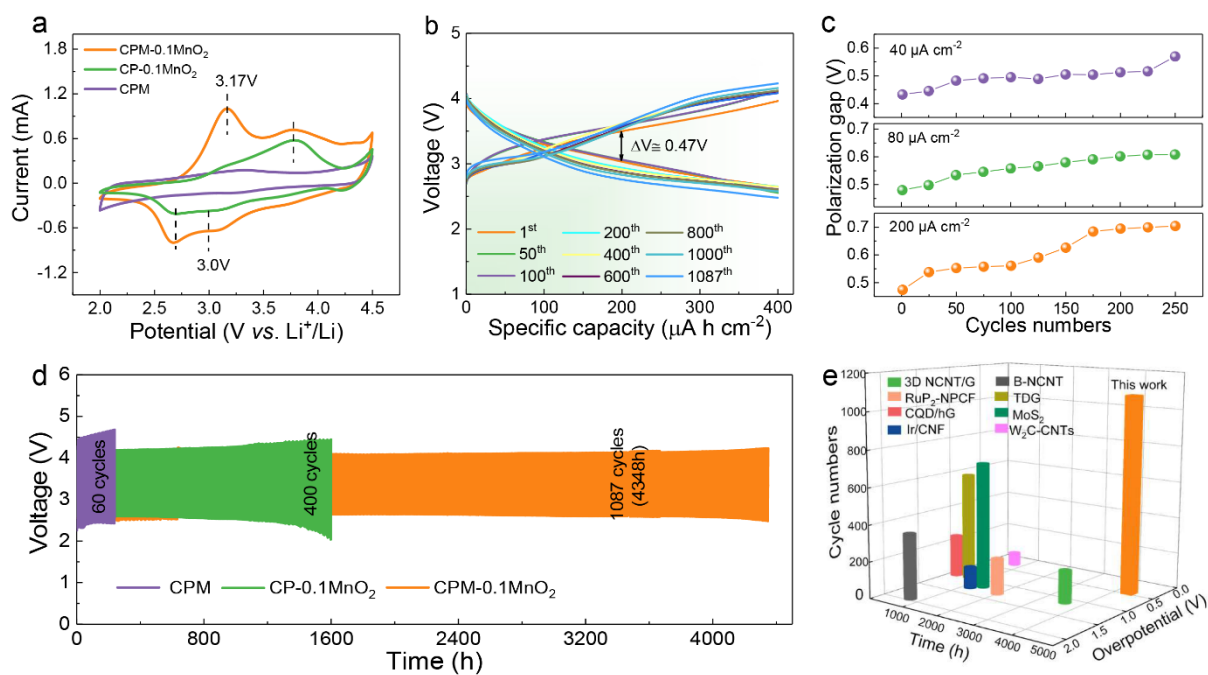 a
1.8
1.2
0.6
0.0
-0.6
-1.2
Current (mA)
CPM-0.1MnO₂
CP-0.1MnO₂
CPM
3.17V
3.0V
2.0 2.5 3.0 3.5 4.0 4.5
Potential (V vs. Li⁺/Li)
b
5
4
3
2
1
Voltage (V)
ΔV≅ 0.47V
1ˢᵗ 200ᵗʰ 800ᵗʰ
50ᵗʰ 400ᵗʰ 1000ᵗʰ
100ᵗʰ 600ᵗʰ 1087ᵗʰ
0 100 200 300 400
Specific capacity (μA h cm⁻²)
c
Polarization gap (V)
40 μA cm⁻²
0.6
0.5
0.4
80 μA cm⁻²
0.7
0.6
0.5
200 μA cm⁻²
0.7
0.6
0.5
0 50 100 150 200 250
Cycles numbers
d
6
5
4
3
2
1
0
Voltage (V)
60 cycles
400 cycles
1087 cycles
(4348h)
CPM CP-0.1MnO₂ CPM-0.1MnO₂
0 800 1600 2400 3200 4000
Time (h)
e
1200
1000
800
600
400
200
0
Cycle numbers
3D NCNT/G B-NCNT
RuP₂-NPCF TDG
CQD/hG MoS₂
Ir/CNF W₂C-CNTs
This work
1000 2000 3000 4000 5000
Time (h)
2.0 1.5 1.0 0.5 0.0
Overpotential (V)